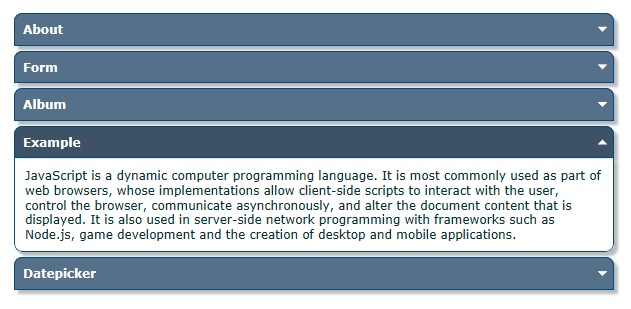 About
Form
Album
Example
JavaScript is a dynamic computer programming language. It is most commonly used as part of
web browsers, whose implementations allow client-side scripts to interact with the user,
control the browser, communicate asynchronously, and alter the document content that is
displayed. It is also used in server-side network programming with frameworks such as
Node.js, game development and the creation of desktop and mobile applications.
Datepicker